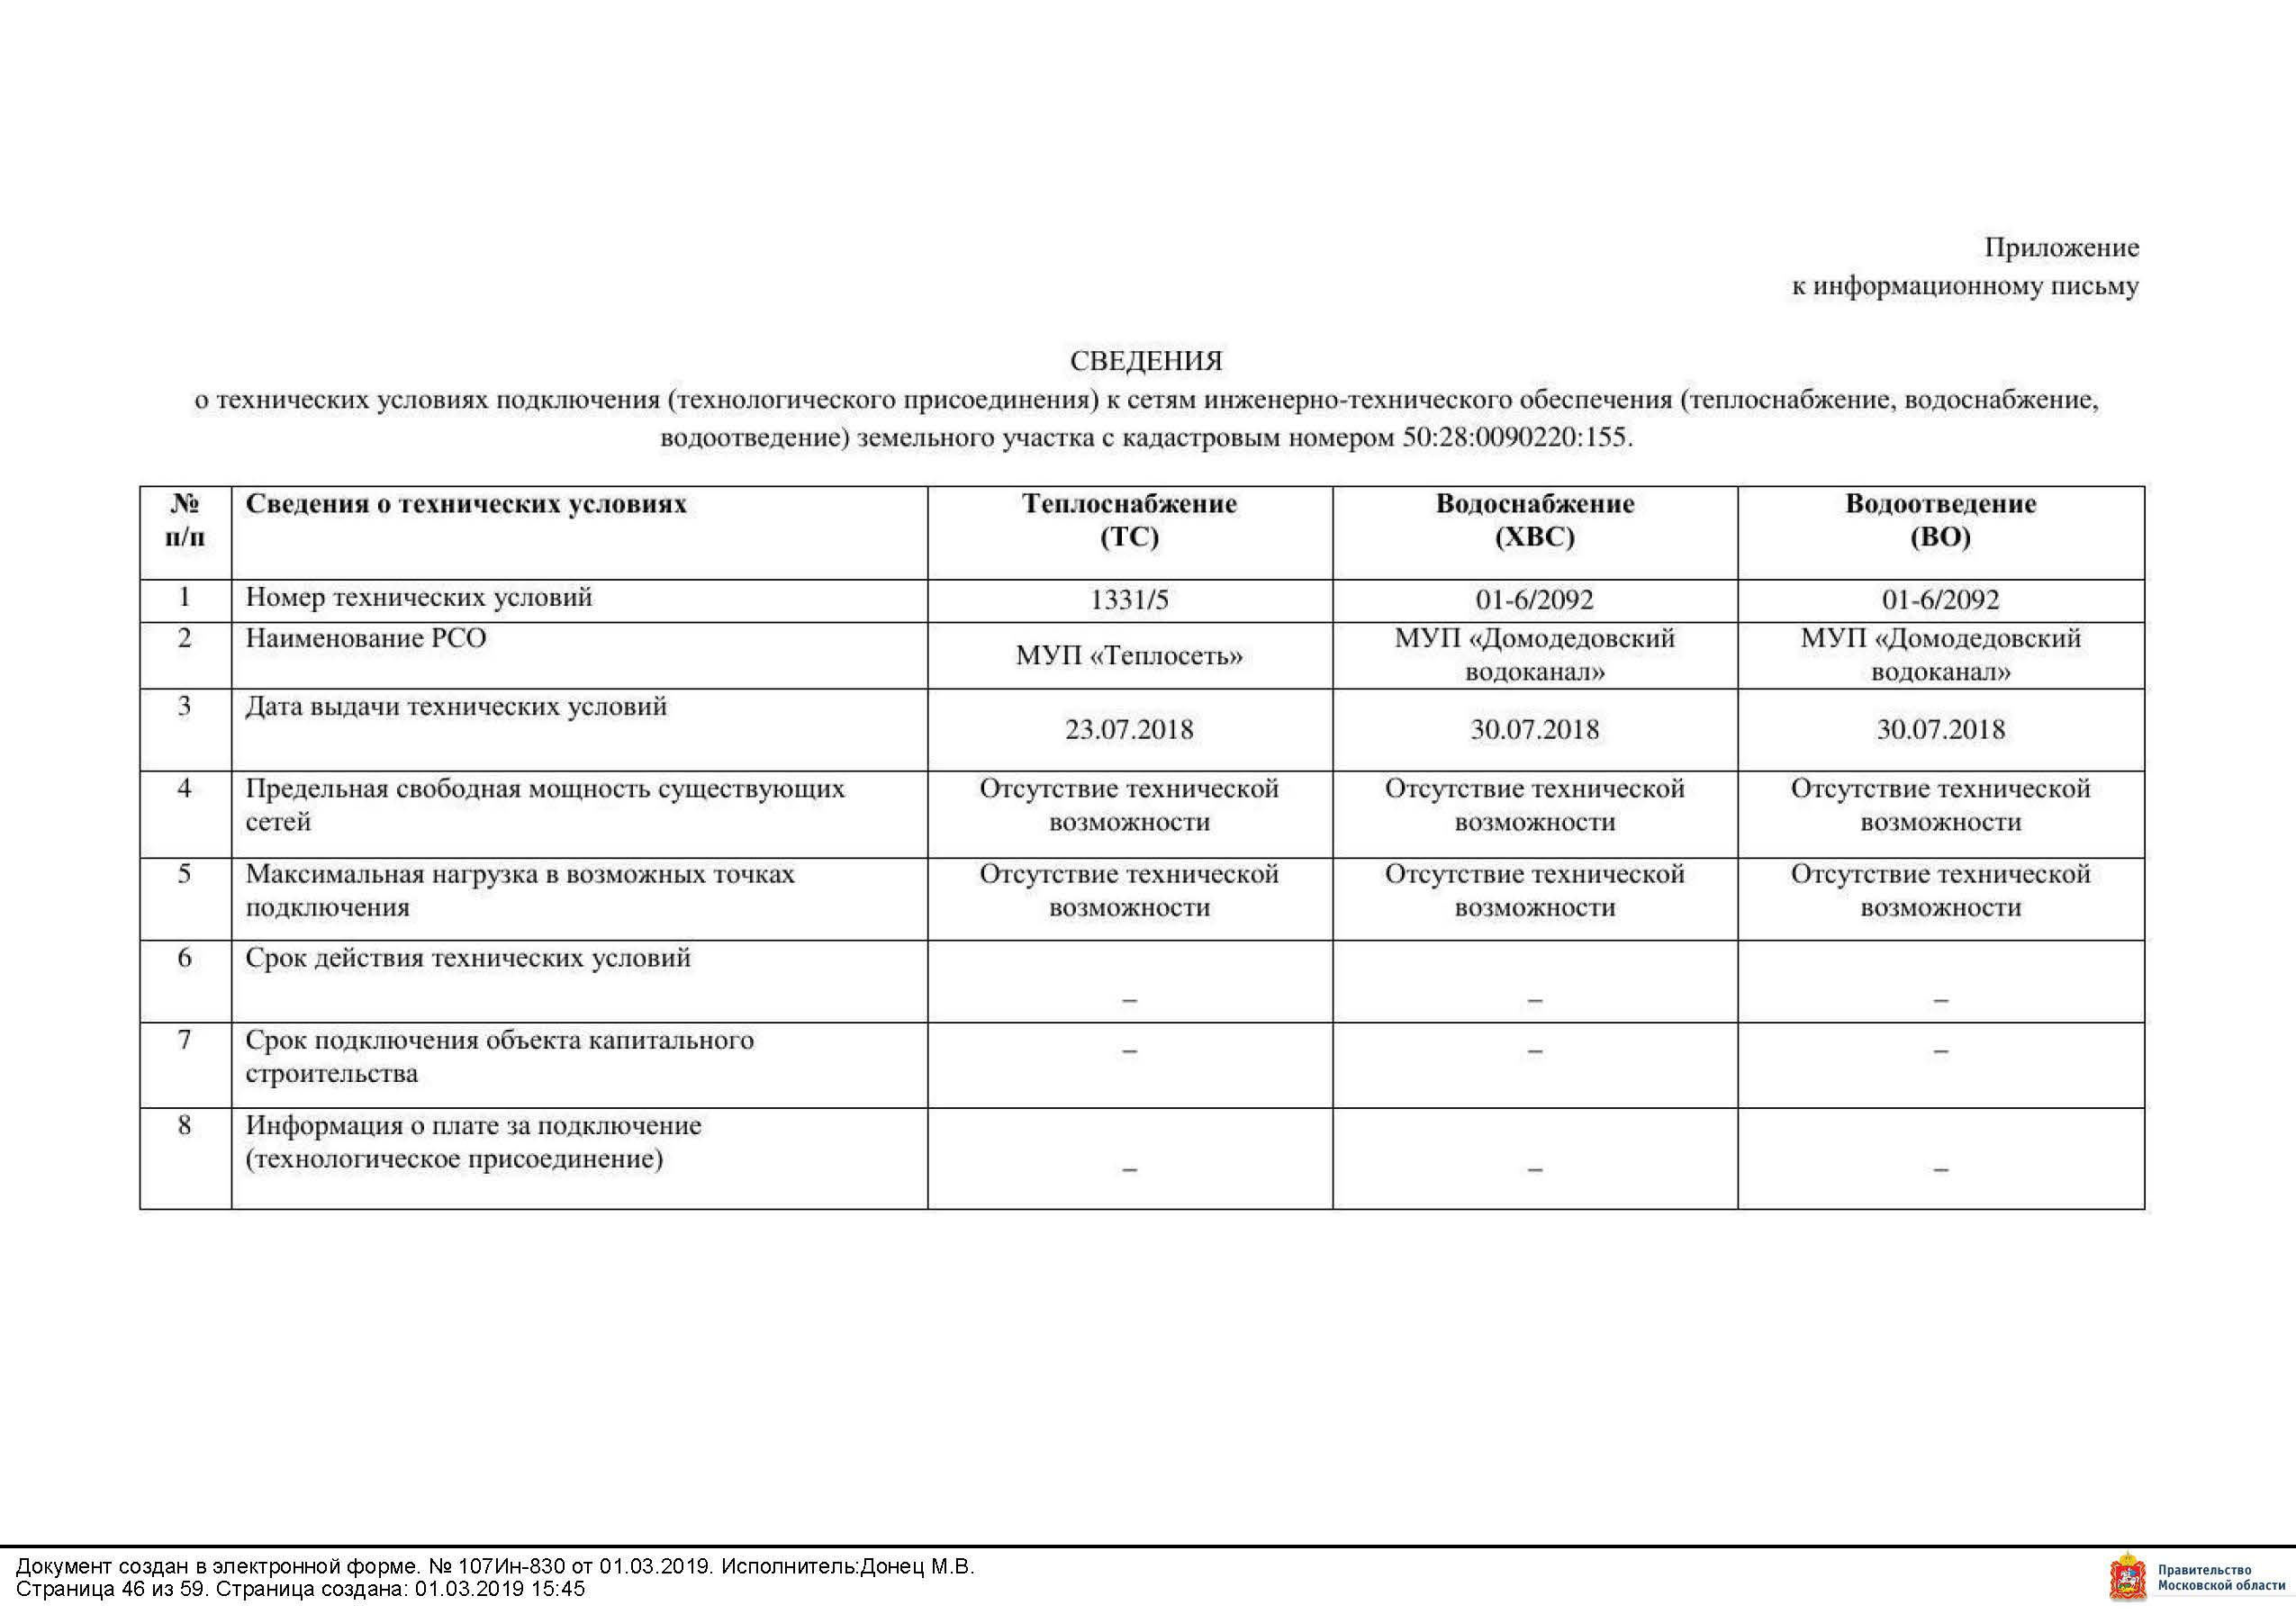 Приложение
к информационному письму
СВЕДЕНИЯ
о технических условиях подключения (технологического присоединения) к сетям инженерно-технического обеспечения (теплоснабжение, водоснабжение,
водоотведение) земельного участка с кадастровым номером 50:28:0090220:155.
№ п/п
Сведения о технических условиях
Теплоснабжение
(ТС)
Водоснабжение
(ХВС)
Водоотведение
(ВО)
1
Номер технических условий
1331/5
01-6/2092
01-6/2092
2
Наименование РСО
МУП «Теплосеть»
МУП «Домодедовский
водоканал»
МУП «Домодедовский
водоканал»
3
Дата выдачи технических условий
23.07.2018
30.07.2018
30.07.2018
4
Предельная свободная мощность существующих
сетей
Отсутствие технической
возможности
Отсутствие технической
возможности
Отсутствие технической
возможности
5
Максимальная нагрузка в возможных точках
подключения
Отсутствие технической
возможности
Отсутствие технической
возможности
Отсутствие технической
возможности
6
Срок действия технических условий
–
–
–
7
Срок подключения объекта капитального
строительства
–
–
–
8
Информация о плате за подключение
(технологическое присоединение)
–
–
–
Документ создан в электронной форме. № 107Ин-830 от 01.03.2019. Исполнитель:Донец М.В.
Страница 46 из 59. Страница создана: 01.03.2019 15:45
Правительство
Московской области